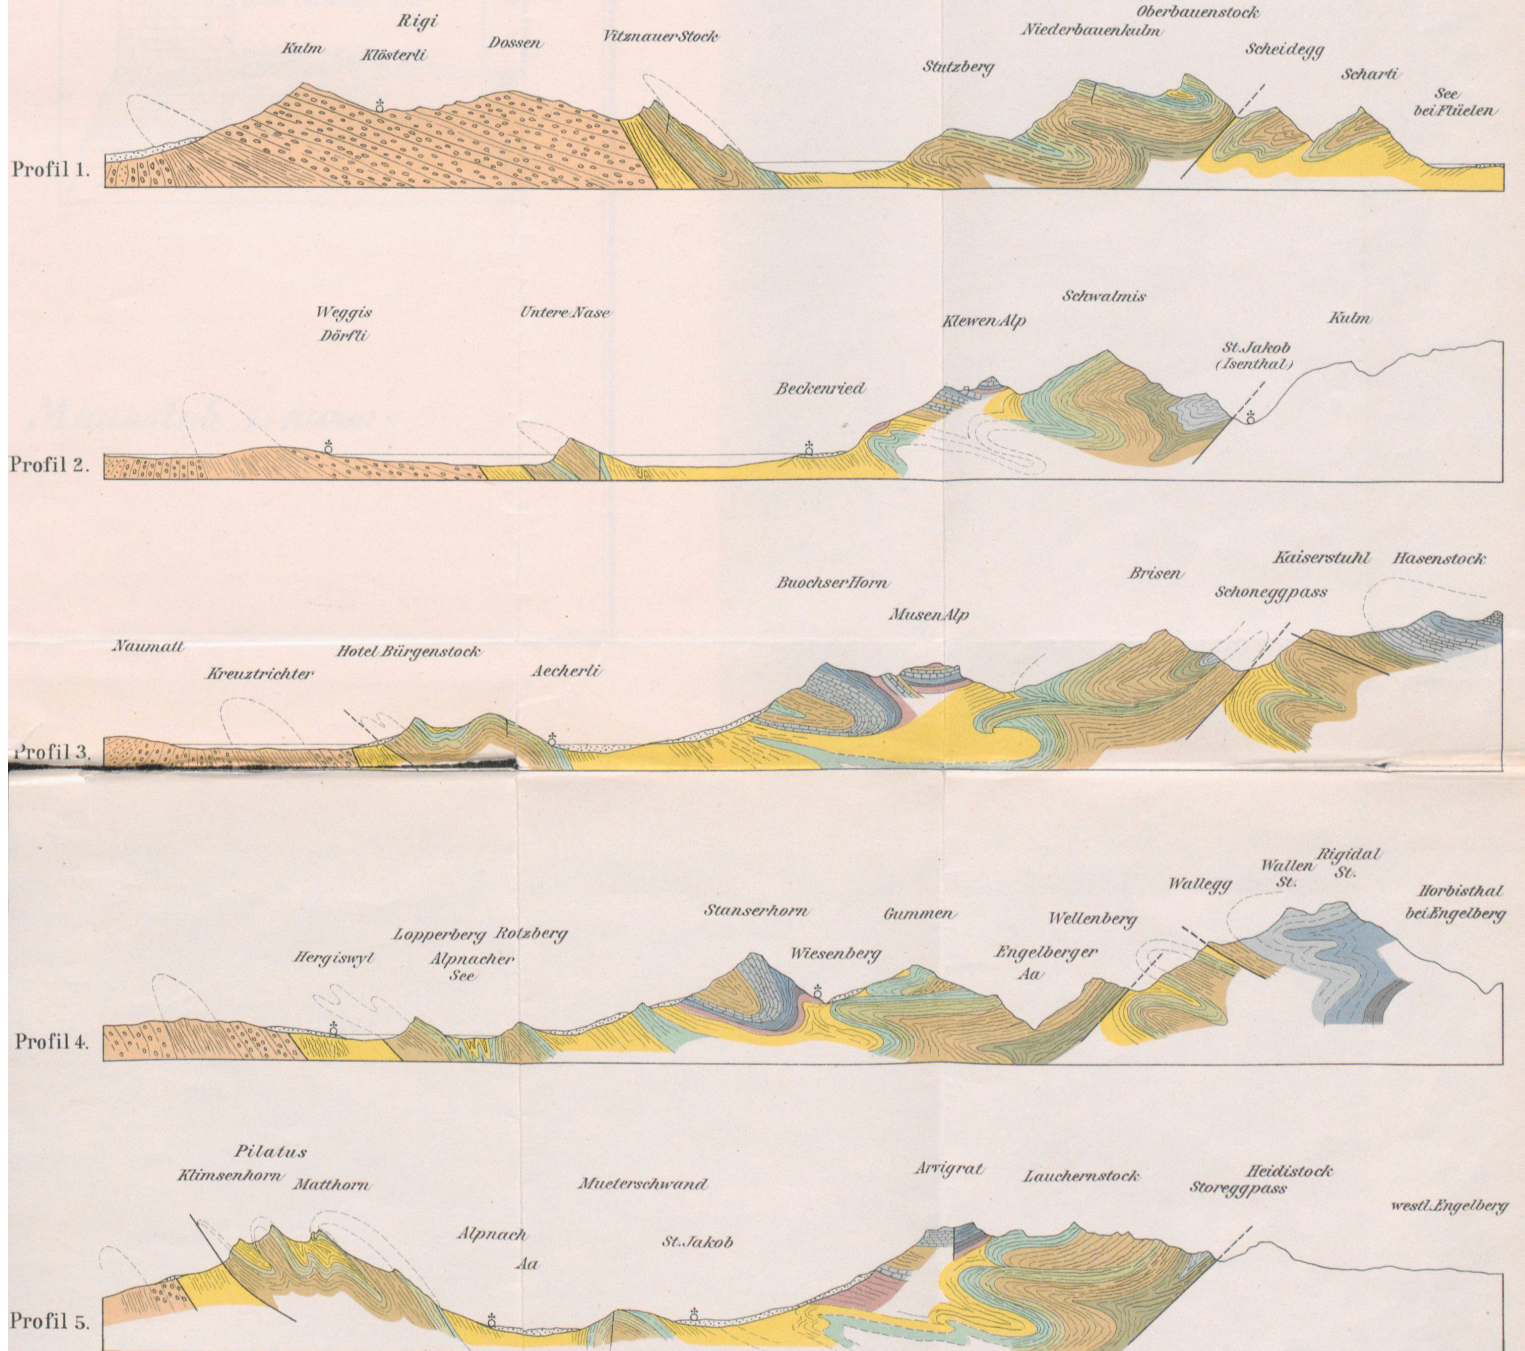 Profil 1.
Rigi
Kulm
Klösterli
Dossen
Vitznauer Stock
Stutzberg
Niederbauenkulm
Oberbauenstock
Scheidegg
Scharti
See
bei Flüelen
Profil 2.
Weggis
Dörfli
Untere Nase
Beckenried
Klewen Alp
Schwalmis
St. Jakob
(Isenthal)
Kulm
Profil 3.
Naumatt
Kreuztrichter
Hotel Bürgenstock
Aecherli
Buochser Horn
Musen Alp
Brisen
Schoneggpass
Kaiserstuhl
Hasenstock
Profil 4.
Hergiswyl
Lopperberg
Rotzberg
Alpnacher
See
Stanserhorn
Wiesenberg
Gummen
Engelberger
Aa
Wellenberg
Wallegg
Wallen
St.
Rigidal
St.
Horbisthal
bei Engelberg
Profil 5.
Pilatus
Klimsenhorn
Matthorn
Alpnach
Aa
Mueterschwand
St. Jakob
Arvigrat
Lauchernstock
Storeggpass
Heidistock
westl. Engelberg